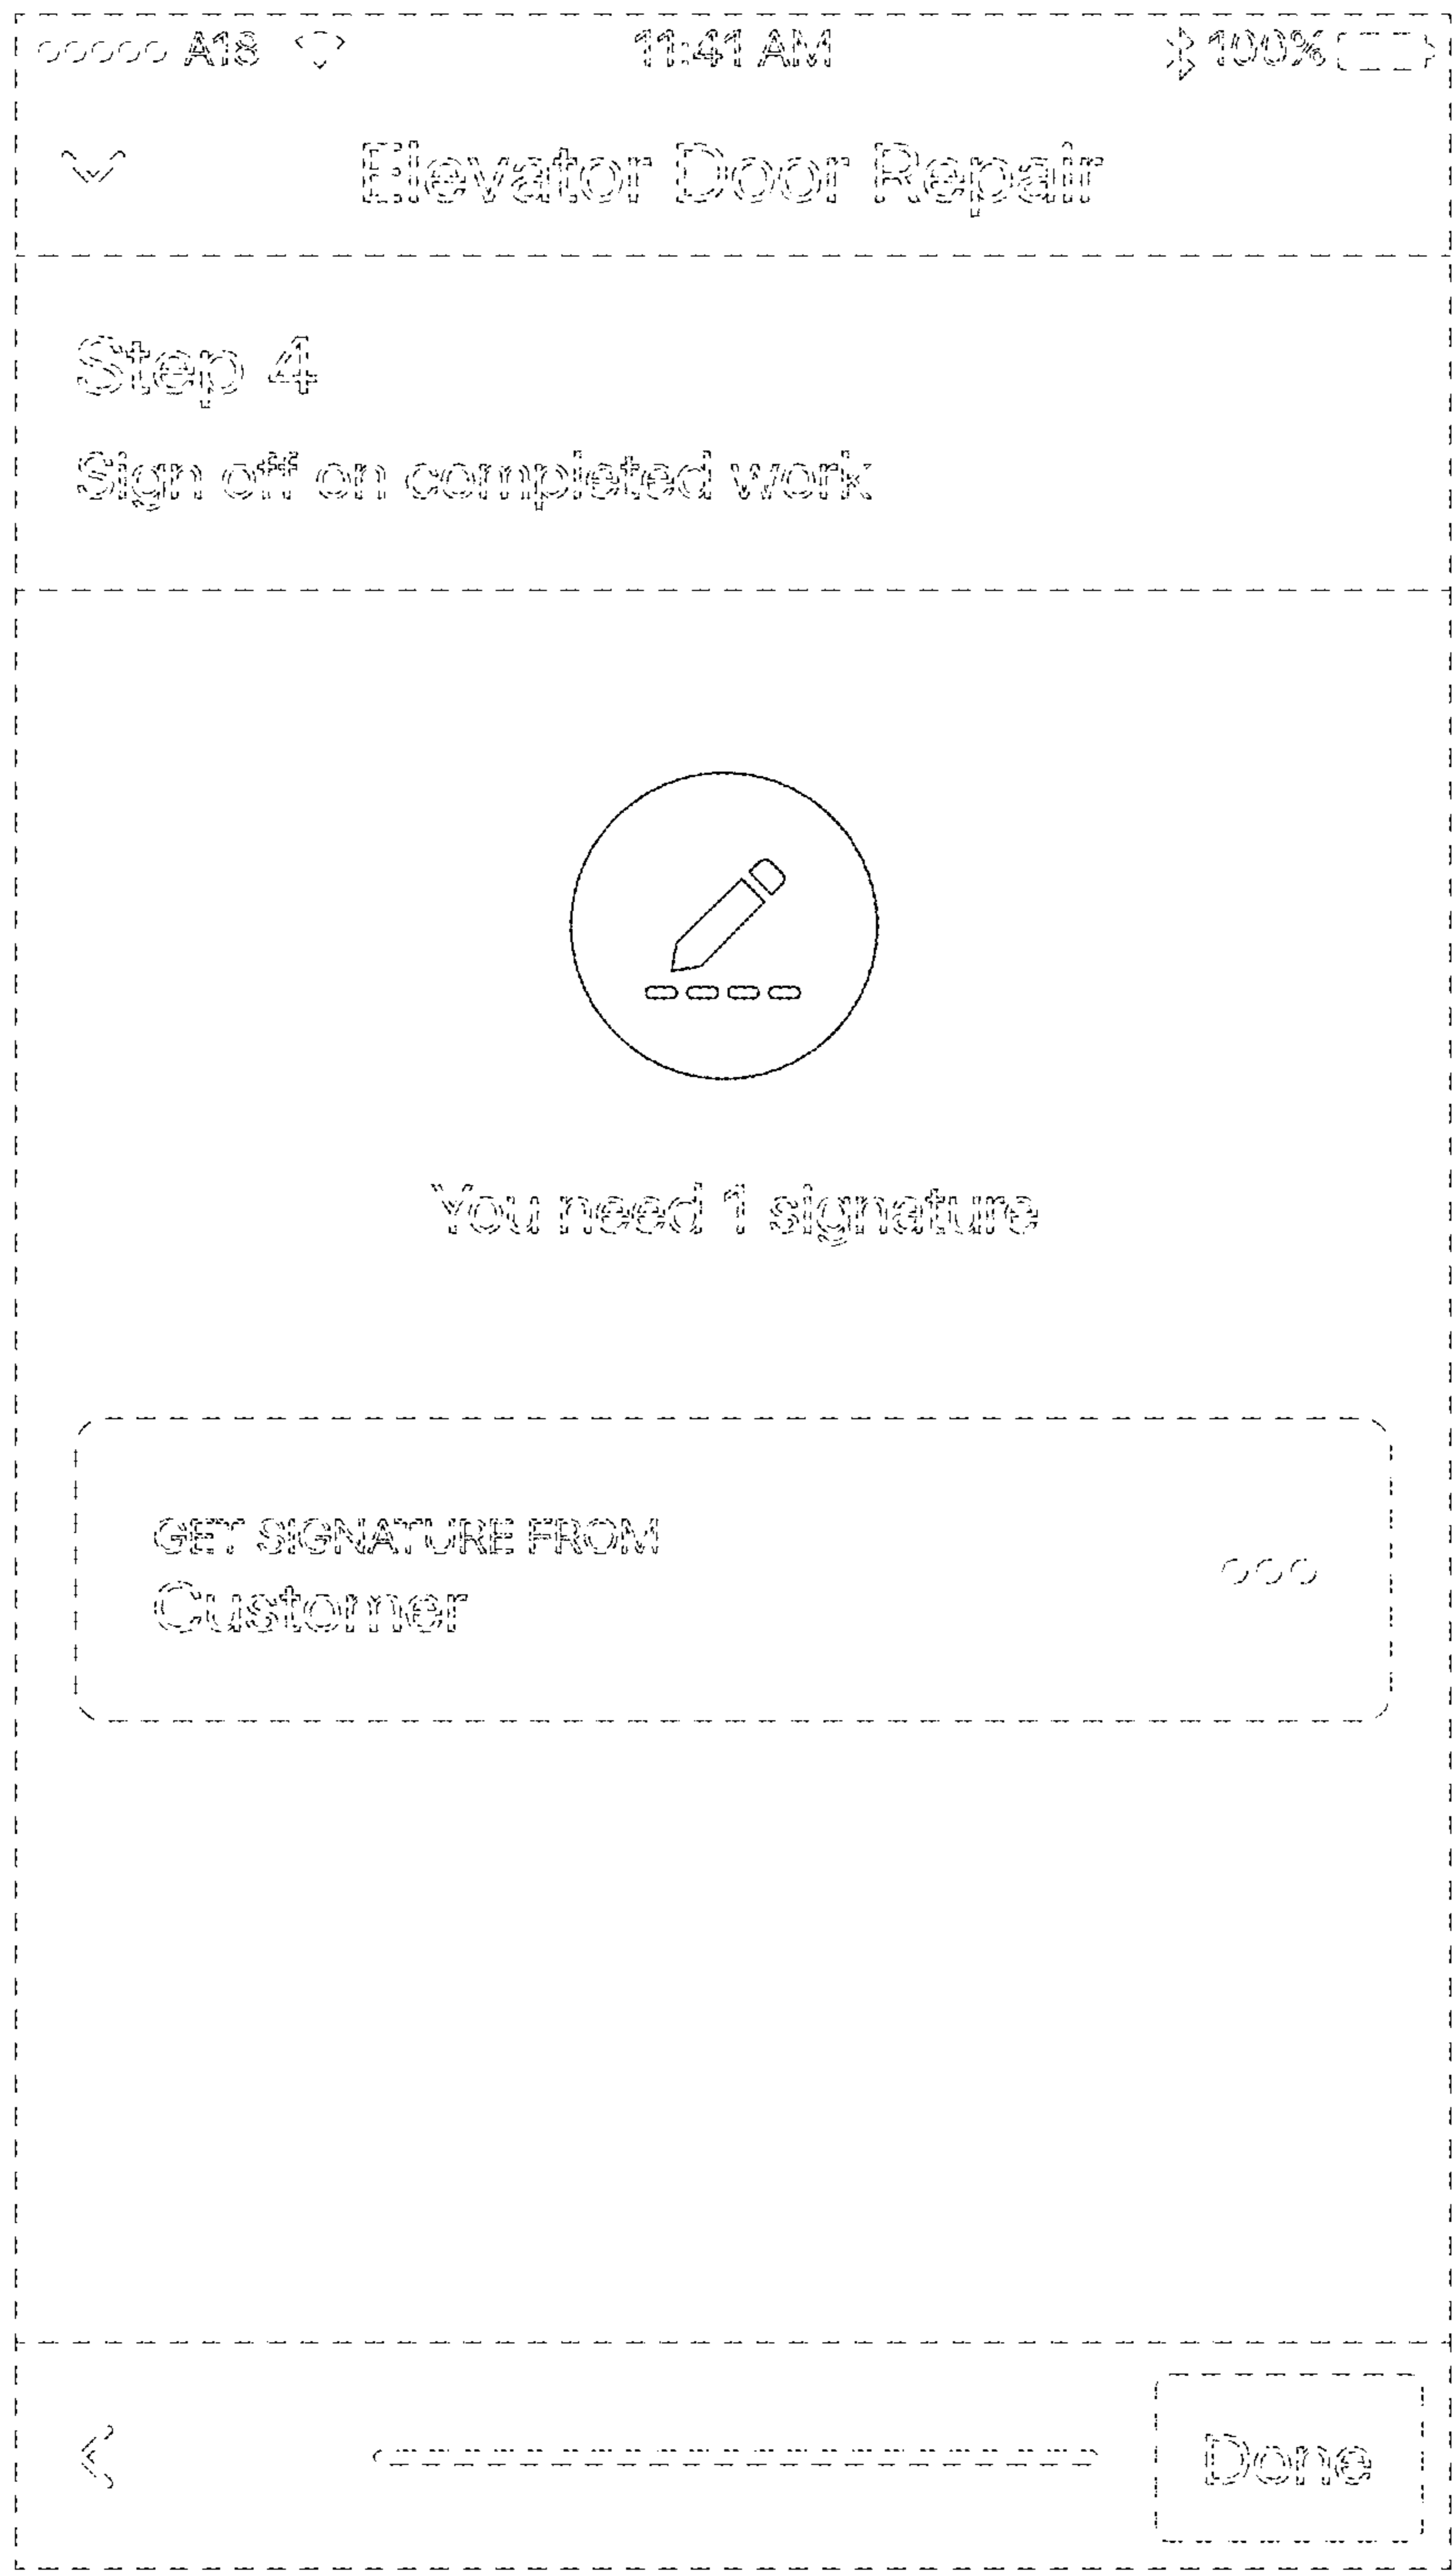 A18 11:41 AM 100%
Elevator Door Repair
Step 4
Sign off on completed work
You need 1 signature
GET SIGNATURE FROM
Customer
Done